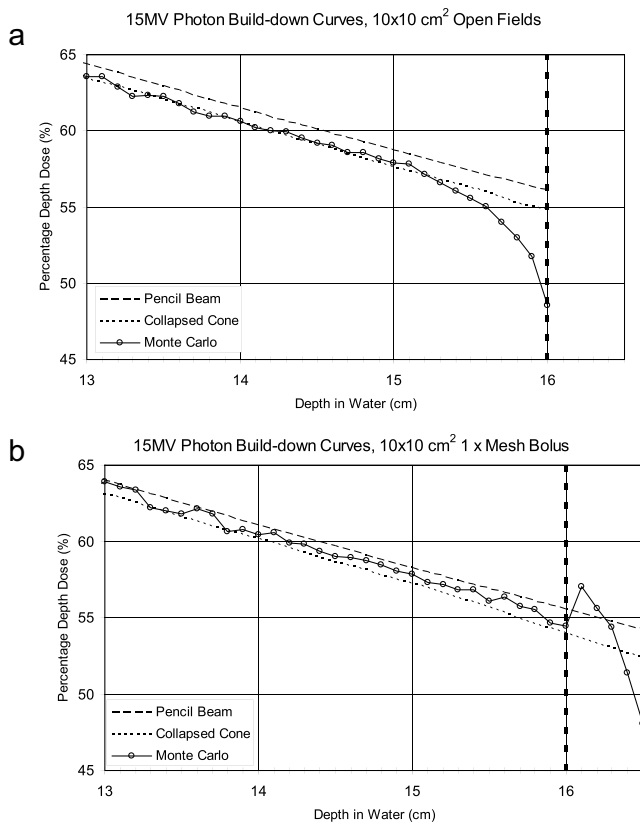 a
15MV Photon Build-down Curves, 10x10 cm² Open Fields
65
60
55
50
45
Percentage Depth Dose (%)
Pencil Beam
Collapsed Cone
Monte Carlo
13 14 15 16
Depth in Water (cm)
b
15MV Photon Build-down Curves, 10x10 cm² 1 x Mesh Bolus
65
60
55
50
45
Percentage Depth Dose (%)
Pencil Beam
Collapsed Cone
Monte Carlo
13 14 15 16
Depth in Water (cm)